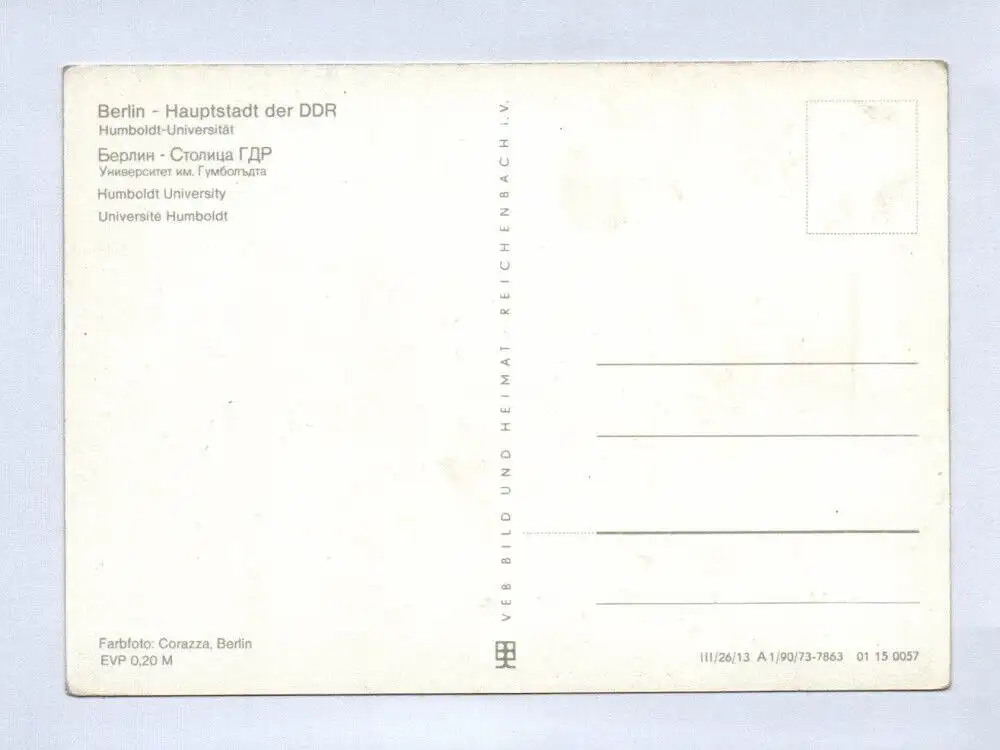 Berlin - Hauptstadt der DDR
Humboldt-Universität
Берлин - Столица ГДР
Университет им. Гумбольдта
Humboldt University
Université Humboldt
Farbfoto: Corazza, Berlin
EVP 0,20 M
VEB BILD UND HEIMAT · REICHENBACH i.V.
III/26/13 A 1/90/73-7863 01 15 0057